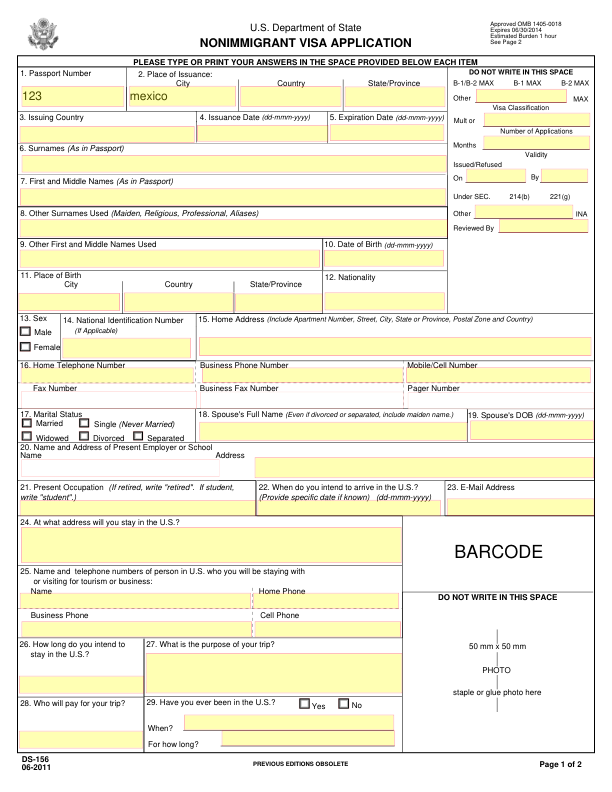 U.S. Department of State
NONIMMIGRANT VISA APPLICATION
Approved OMB 1405-0018
Expires 06/30/2014
Estimated Burden 1 hour
See Page 2
PLEASE TYPE OR PRINT YOUR ANSWERS IN THE SPACE PROVIDED BELOW EACH ITEM
1. Passport Number
123
2. Place of Issuance:
City Country State/Province
mexico
DO NOT WRITE IN THIS SPACE
B-1/B-2 MAX B-1 MAX B-2 MAX
Other MAX
Visa Classification
Mult or
Number of Applications
Months
Validity
Issued/Refused
On By
Under SEC. 214(b) 221(g)
Other INA
Reviewed By
3. Issuing Country
4. Issuance Date (dd-mmm-yyyy)
5. Expiration Date (dd-mmm-yyyy)
6. Surnames (As in Passport)
7. First and Middle Names (As in Passport)
8. Other Surnames Used (Maiden, Religious, Professional, Aliases)
9. Other First and Middle Names Used
10. Date of Birth (dd-mmm-yyyy)
11. Place of Birth
City Country State/Province
12. Nationality
13. Sex
Male
Female
14. National Identification Number
(If Applicable)
15. Home Address (Include Apartment Number, Street, City, State or Province, Postal Zone and Country)
16. Home Telephone Number
Business Phone Number
Mobile/Cell Number
Fax Number
Business Fax Number
Pager Number
17. Marital Status
Married Single (Never Married)
Widowed Divorced Separated
18. Spouse's Full Name (Even if divorced or separated, include maiden name.)
19. Spouse's DOB (dd-mmm-yyyy)
20. Name and Address of Present Employer or School
Name Address
21. Present Occupation (If retired, write "retired". If student,
write "student".)
22. When do you intend to arrive in the U.S.?
(Provide specific date if known) (dd-mmm-yyyy)
23. E-Mail Address
24. At what address will you stay in the U.S.?
BARCODE
25. Name and telephone numbers of person in U.S. who you will be staying with
or visiting for tourism or business:
Name Home Phone
Business Phone Cell Phone
DO NOT WRITE IN THIS SPACE
50 mm x 50 mm
PHOTO
staple or glue photo here
26. How long do you intend to
stay in the U.S.?
27. What is the purpose of your trip?
28. Who will pay for your trip?
29. Have you ever been in the U.S.? Yes No
When?
For how long?
DS-156
06-2011
PREVIOUS EDITIONS OBSOLETE
Page 1 of 2